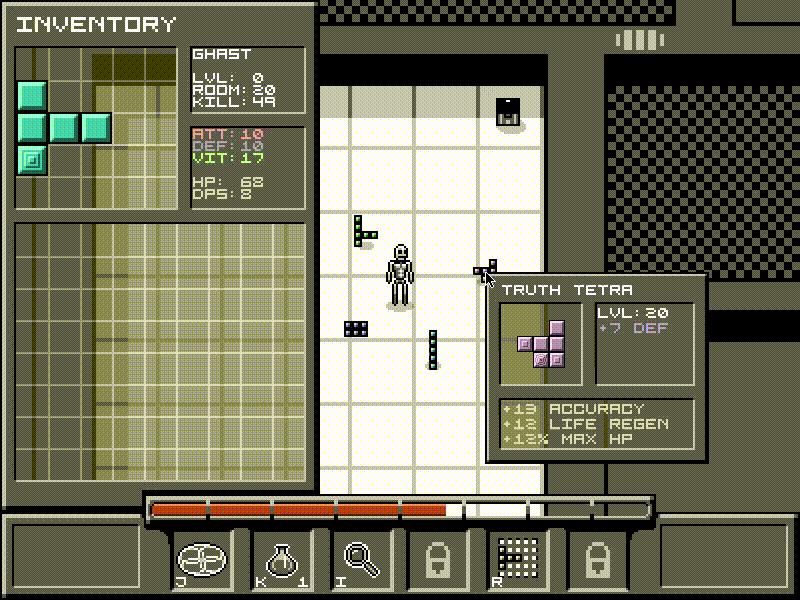 INVENTORY
GHAST
LVL: 0
ROOM: 20
KILL: 49
ATT: 10
DEF: 10
VIT: 17
HP: 68
DPS: 8
TRUTH TETRA
LVL: 20
+7 DEF
+13 ACCURACY
+12 LIFE REGEN
+12% MAX HP
J
K 1
I
R